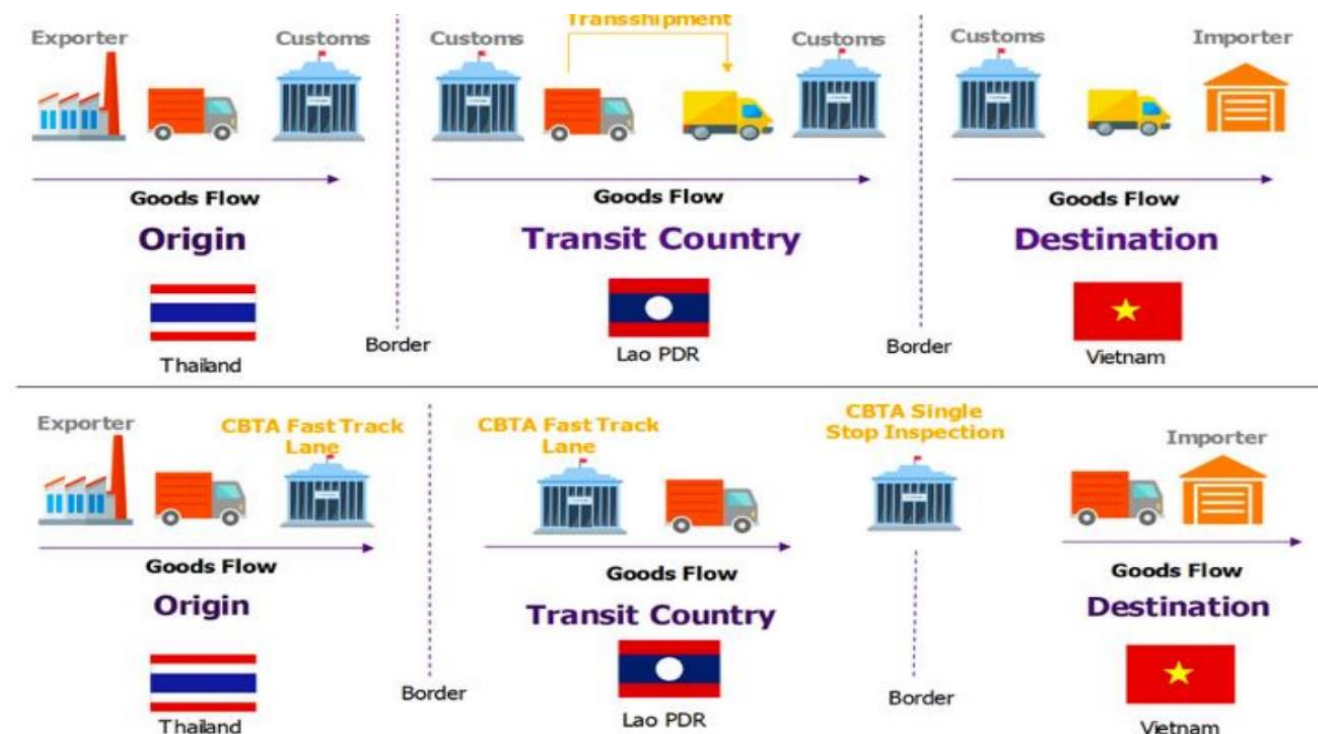 Transshipment
Exporter
Customs
Customs
Customs
Customs
Importer
Goods Flow
Goods Flow
Goods Flow
Origin
Transit Country
Destination
Thailand
Border
Lao PDR
Border
Vietnam
Exporter
CBTA Fast Track
Lane
CBTA Fast Track
Lane
CBTA Single
Stop Inspection
Importer
Goods Flow
Goods Flow
Goods Flow
Origin
Transit Country
Destination
Thailand
Border
Lao PDR
Border
Vietnam